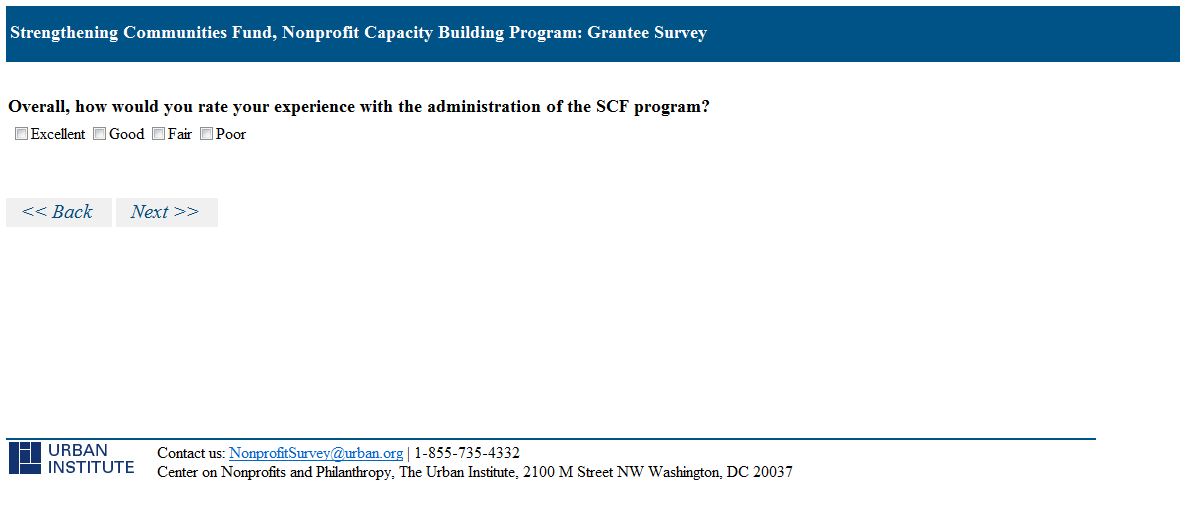 Strengthening Communities Fund, Nonprofit Capacity Building Program: Grantee Survey
Overall, how would you rate your experience with the administration of the SCF program?
Excellent Good Fair Poor
<< Back Next >>
URBAN INSTITUTE
Contact us: NonprofitSurvey@urban.org | 1-855-735-4332
Center on Nonprofits and Philanthropy, The Urban Institute, 2100 M Street NW Washington, DC 20037